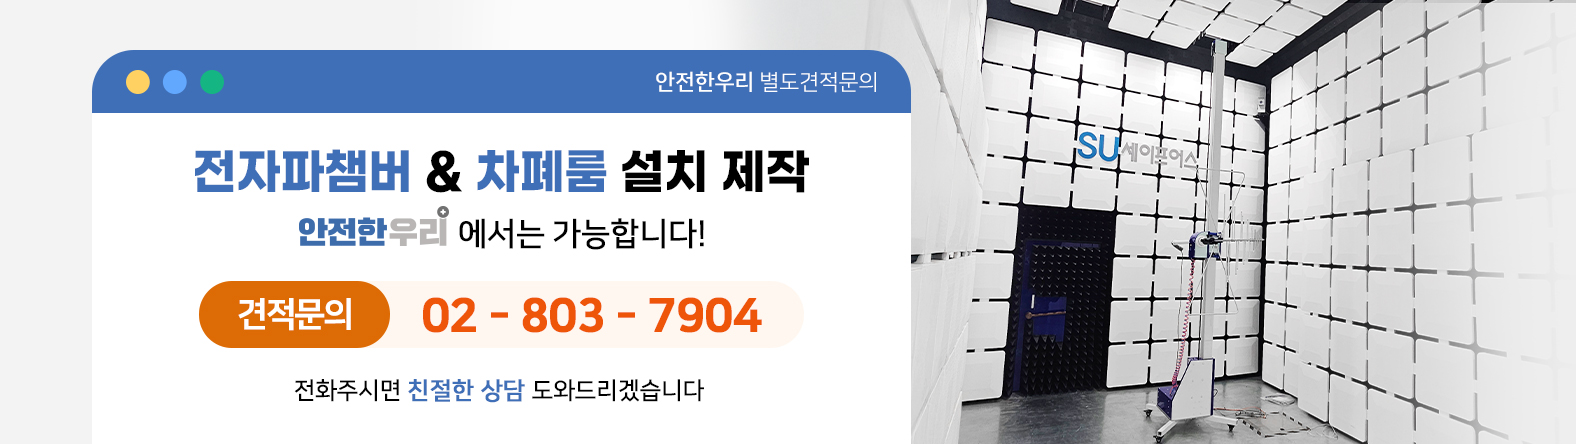 안전한우리 별도견적문의
전자파챔버 & 차폐룸 설치 제작
안전한우리 에서는 가능합니다!
견적문의 02 - 803 - 7904
전화주시면 친절한 상담 도와드리겠습니다
SU 세이프어스